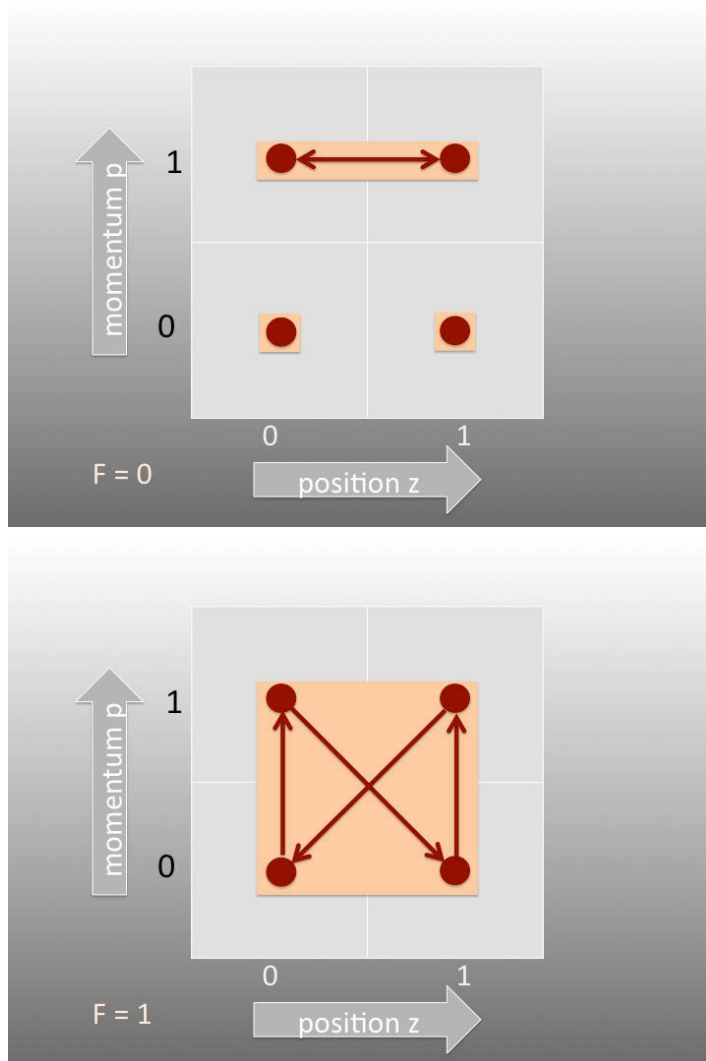 momentum p
1
0
0 1
F = 0
position z
momentum p
1
0
0 1
F = 1
position z